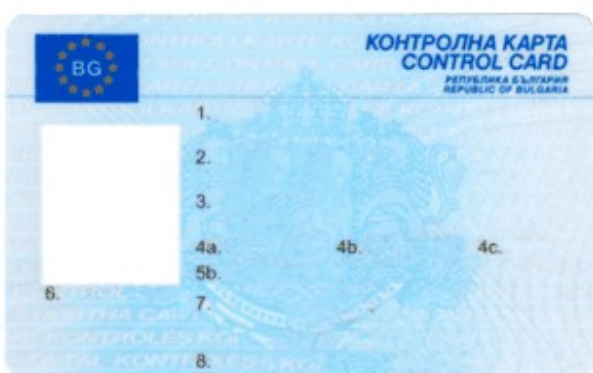 BG
КОНТРОЛНА КАРТА
CONTROL CARD
РЕПУБЛИКА БЪЛГАРИЯ
REPUBLIC OF BULGARIA
1.
2.
3.
4a. 4b. 4c.
5b.
6.
7.
8.